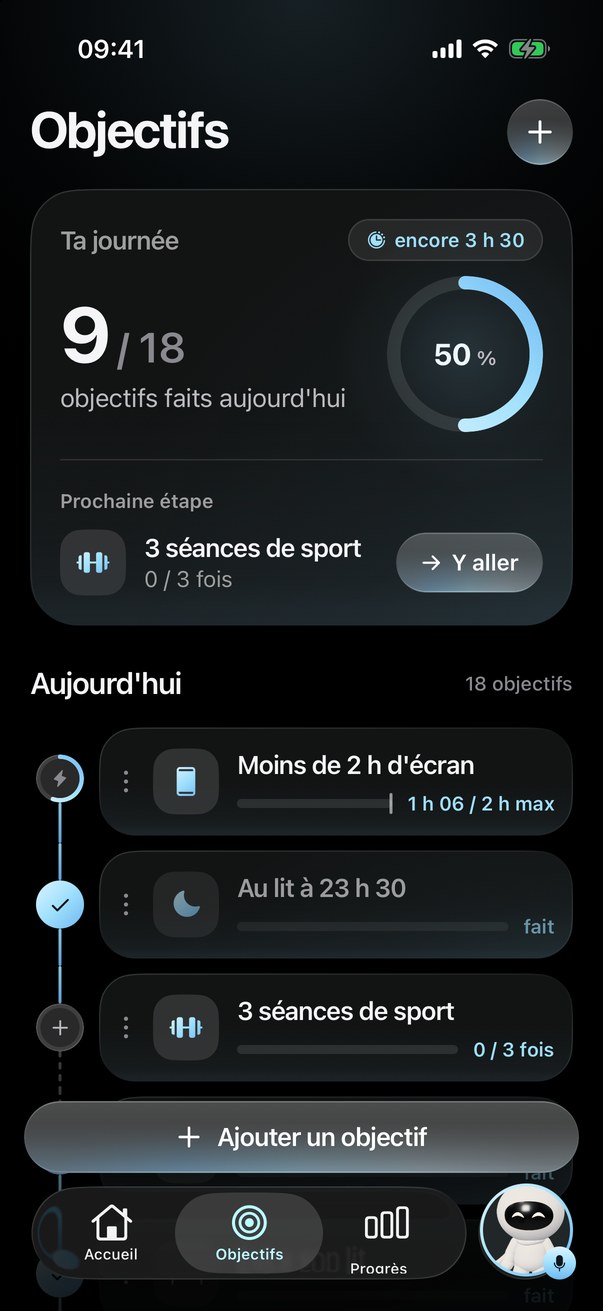 09:41
Objectifs
Ta journée
encore 3 h 30
9 / 18
50 %
objectifs faits aujourd'hui
Prochaine étape
3 séances de sport
0 / 3 fois
Y aller
Aujourd'hui
18 objectifs
Moins de 2 h d'écran
1 h 06 / 2 h max
Au lit à 23 h 30
fait
3 séances de sport
0 / 3 fois
Ajouter un objectif
fait
Accueil
Objectifs
Progrès
fait